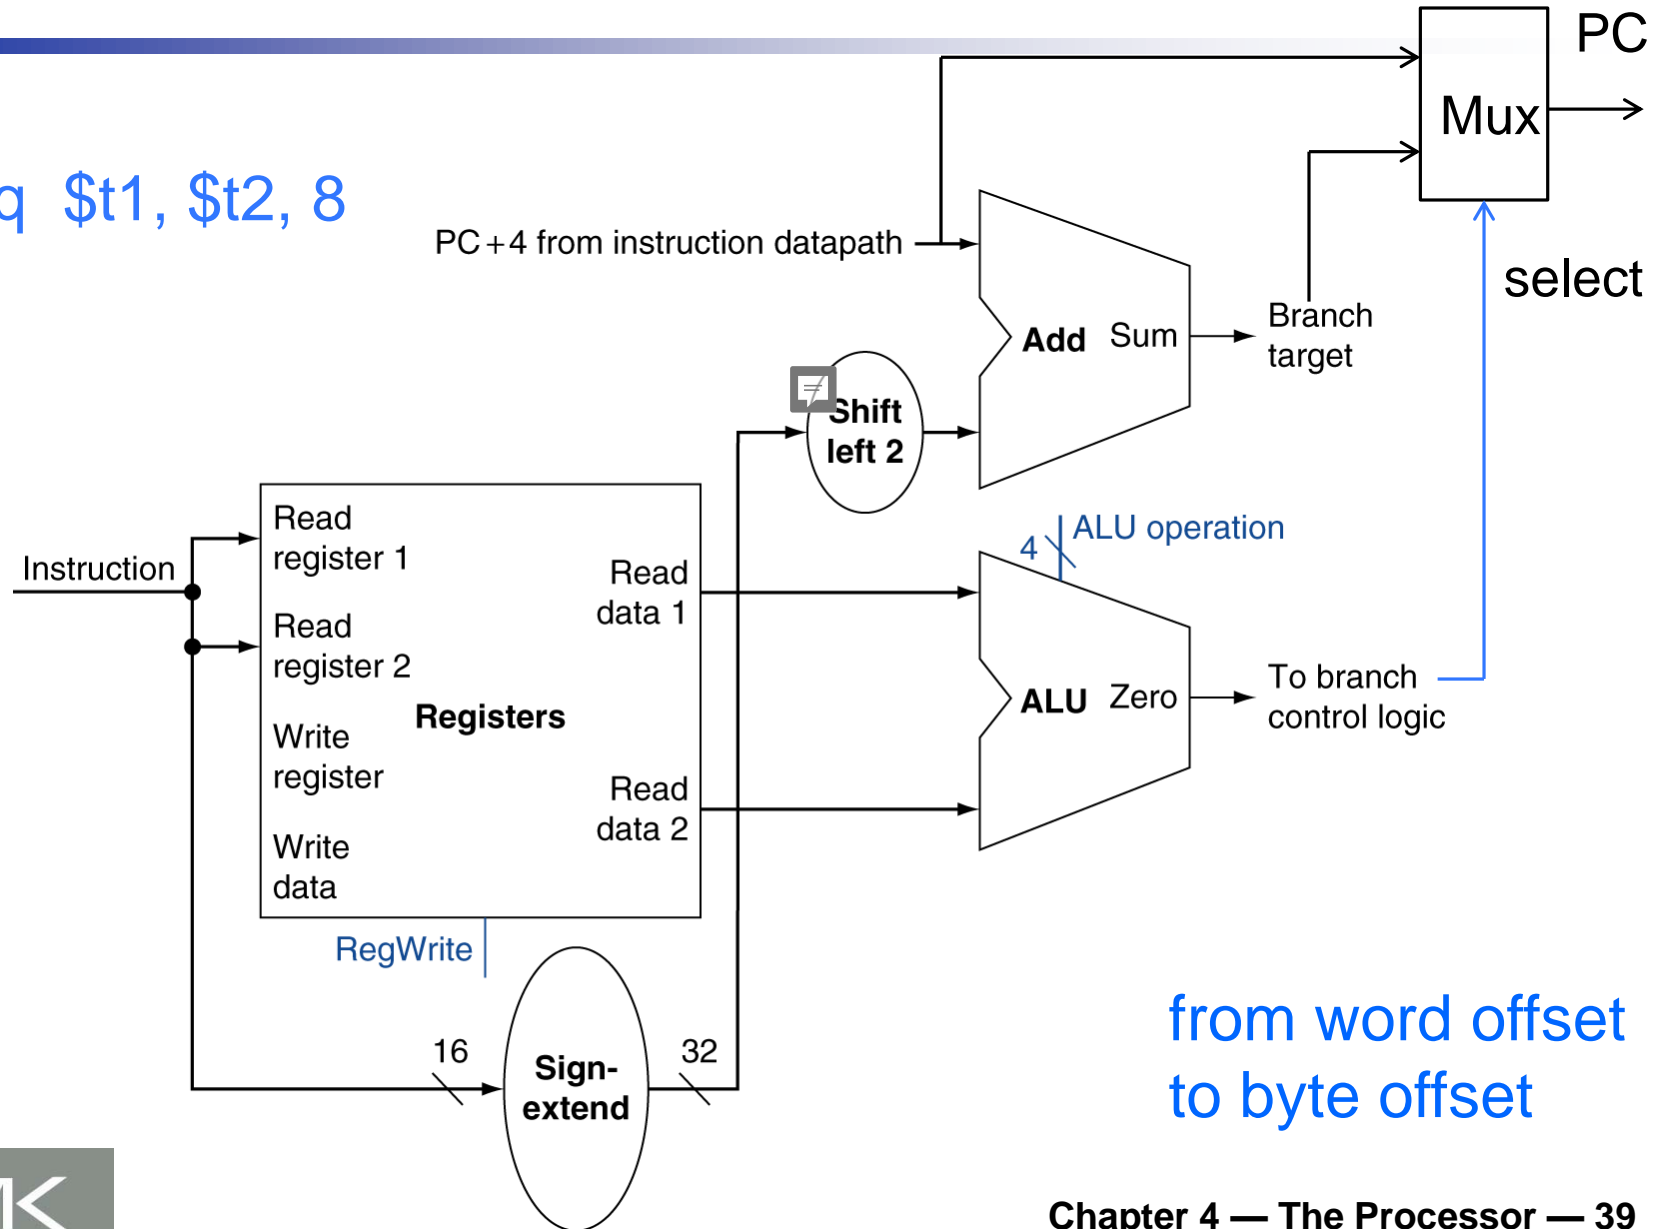 PC
Mux
q $t1, $t2, 8
PC+4 from instruction datapath
select
Add Sum
Branch
target
Shift
left 2
ALU operation
4
Instruction
Read
register 1
Read
data 1
Read
register 2
Registers
ALU Zero
To branch
control logic
Write
register
Read
data 2
Write
data
RegWrite
16
32
Sign-
extend
from word offset
to byte offset
Chapter 4 — The Processor — 39